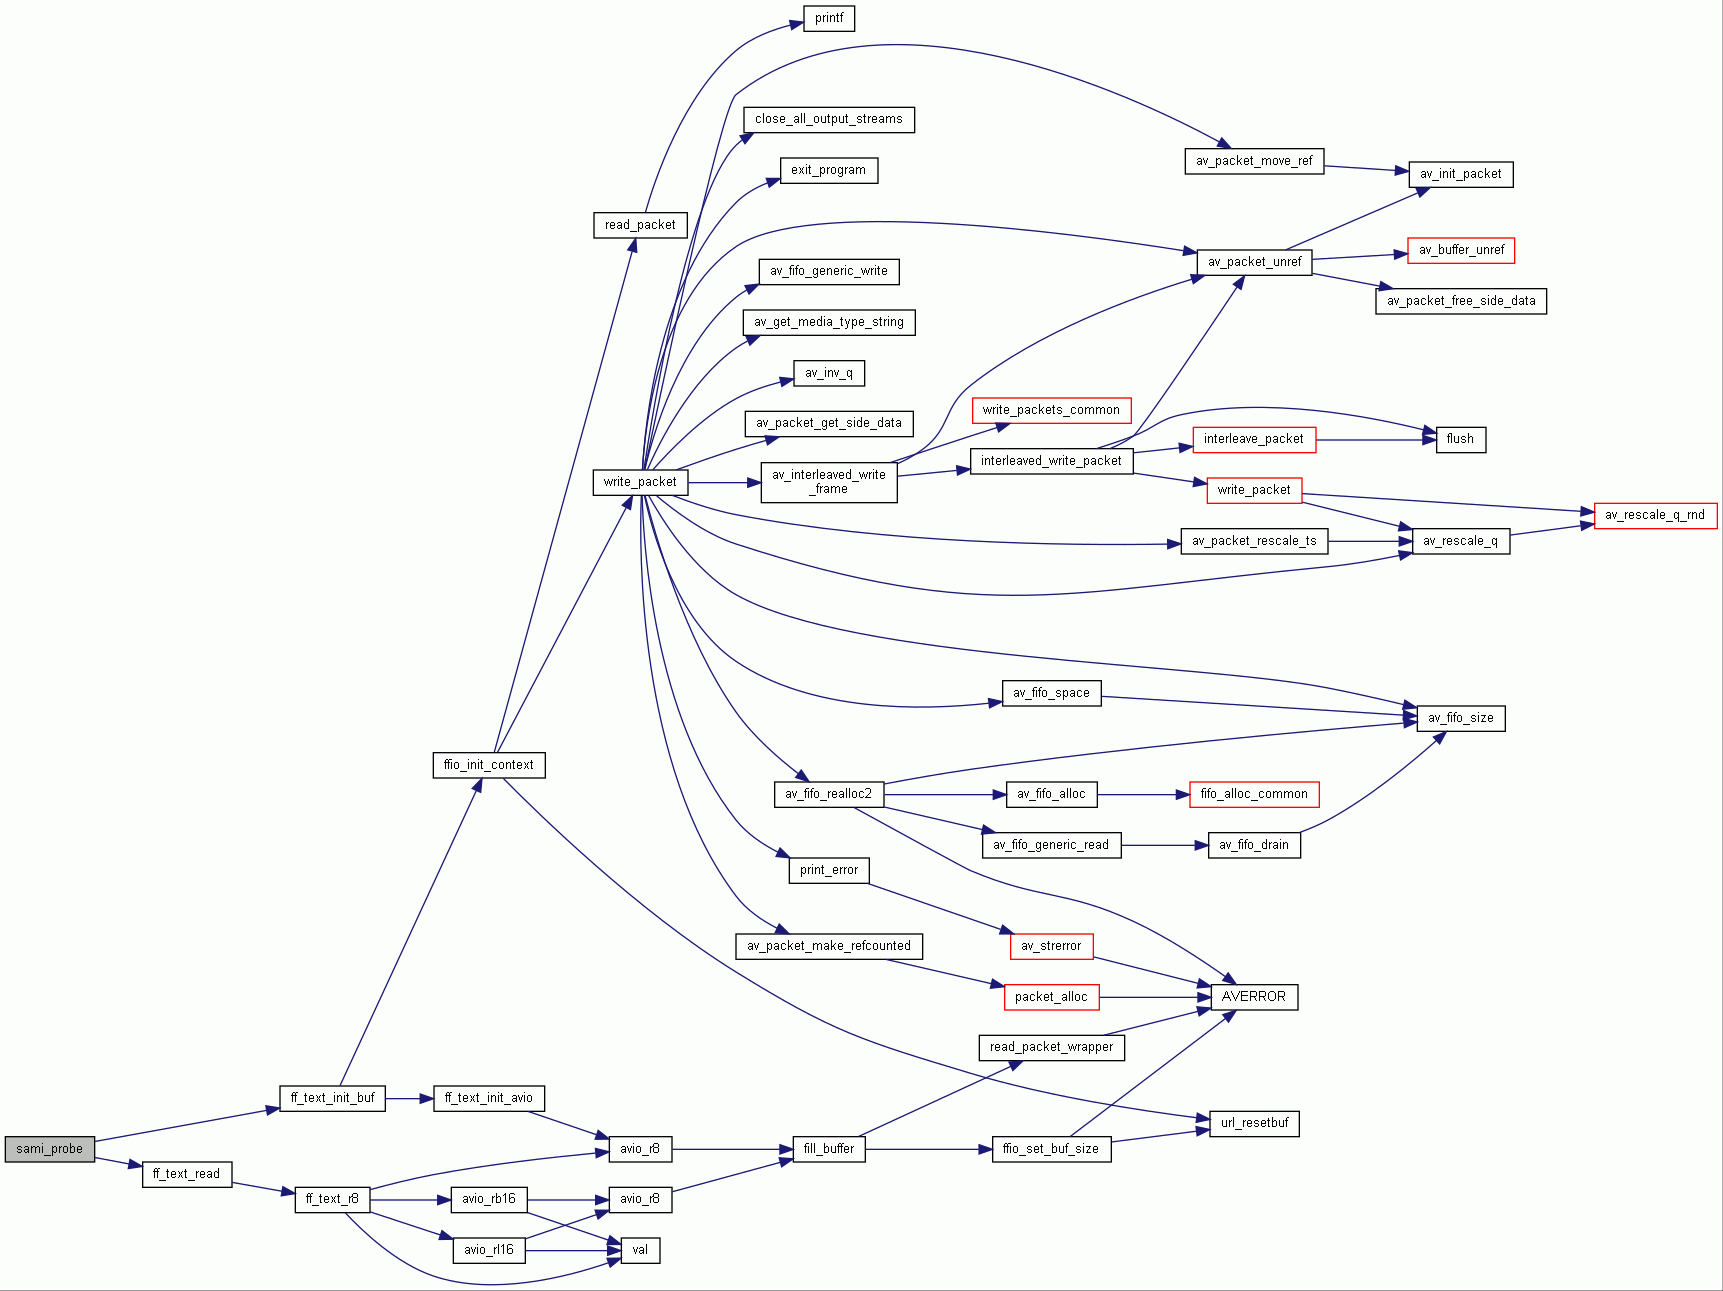 printf
close_all_output_streams
av_packet_move_ref
exit_program
av_init_packet
read_packet
av_buffer_unref
av_packet_unref
av_fifo_generic_write
av_packet_free_side_data
av_get_media_type_string
av_inv_q
write_packets_common
av_packet_get_side_data
interleave_packet
flush
interleaved_write_packet
av_interleaved_write
_frame
write_packet
write_packet
av_rescale_q_rnd
av_packet_rescale_ts
av_rescale_q
av_fifo_space
av_fifo_size
ffio_init_context
av_fifo_realloc2
av_fifo_alloc
fifo_alloc_common
av_fifo_generic_read
av_fifo_drain
print_error
av_packet_make_refcounted
av_strerror
packet_alloc
AVERROR
read_packet_wrapper
ff_text_init_buf
ff_text_init_avio
url_resetbuf
sami_probe
avio_r8
fill_buffer
ffio_set_buf_size
ff_text_read
ff_text_r8
avio_rb16
avio_r8
avio_rl16
val